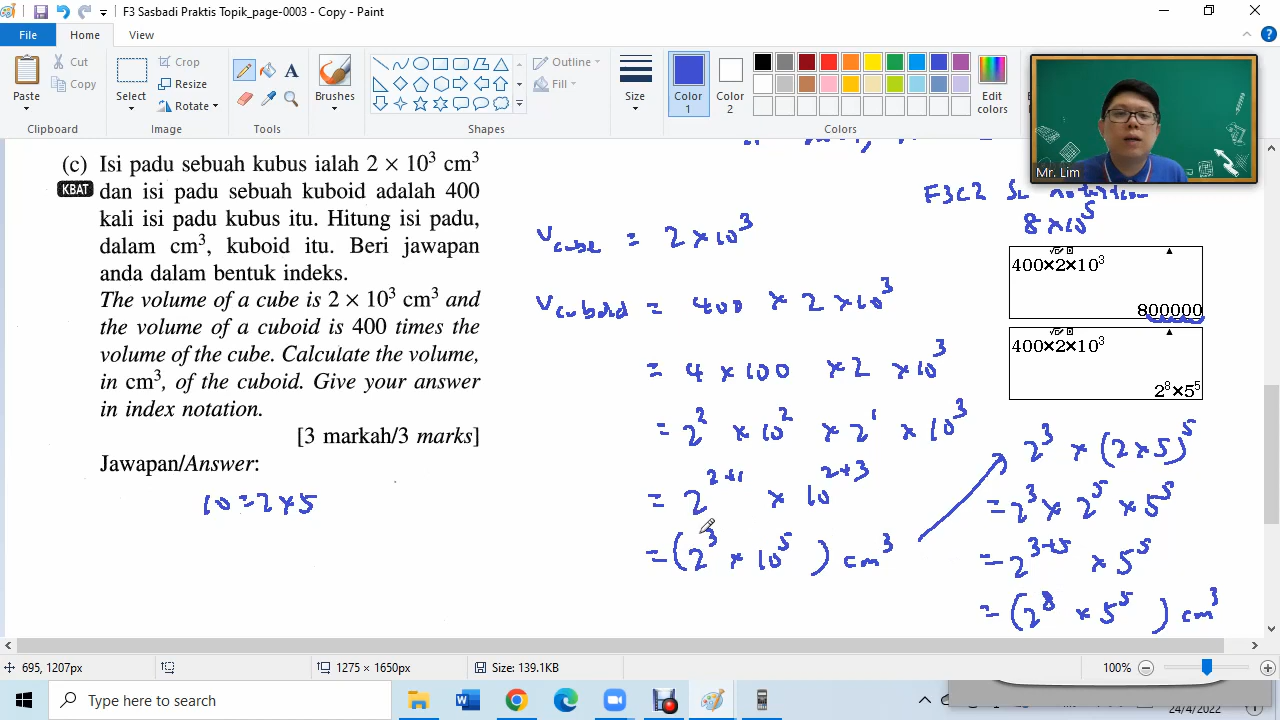 F3 Sasbadi Praktis Topik_page-0003 - Copy - Paint
File Home View
Paste Cut Copy
Select Crop Resize Rotate
Brushes
Size
Outline
Fill
Color 1
Color 2
Edit colors
Clipboard Image Tools Shapes Colors
Mr. Lim
(c) Isi padu sebuah kubus ialah 2 × 10³ cm³
KBAT dan isi padu sebuah kuboid adalah 400
kali isi padu kubus itu. Hitung isi padu,
dalam cm³, kuboid itu. Beri jawapan
anda dalam bentuk indeks.
The volume of a cube is 2 × 10³ cm³ and
the volume of a cuboid is 400 times the
volume of the cube. Calculate the volume,
in cm³, of the cuboid. Give your answer
in index notation.
[3 markah/3 marks]
Jawapan/Answer:
10 = 2 × 5
V cube = 2 × 10³
V cuboid = 400 × 2 × 10³
= 4 × 100 × 2 × 10³
= 2² × 10² × 2¹ × 10³
= 2²⁺¹ × 10²⁺³
= (2³ × 10⁵) cm³
F3C2
8 × 10⁵
400×2×10³
800000
400×2×10³
2⁸×5⁵
2³ × (2 × 5)⁵
= 2³ × 2⁵ × 5⁵
= 2³⁺⁵ × 5⁵
= (2⁸ × 5⁵) cm³
695, 1207px
1275 × 1650px
Size: 139.1KB
100%
Type here to search
24/4/2022